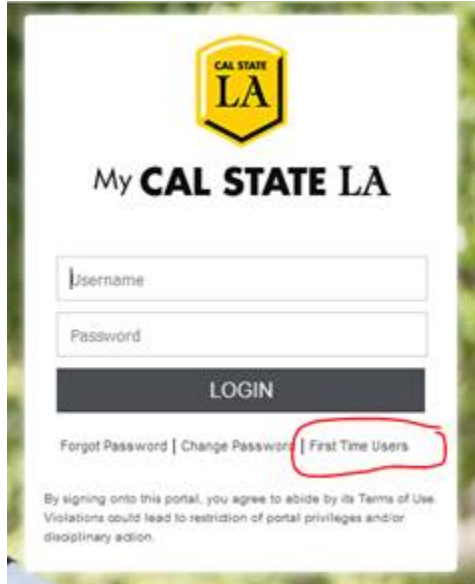 CAL STATE
LA
My CAL STATE LA
Username
Password
LOGIN
Forgot Password | Change Password | First Time Users
By signing onto this portal, you agree to abide by its Terms of Use.
Violations could lead to restriction of portal privileges and/or
disciplinary action.